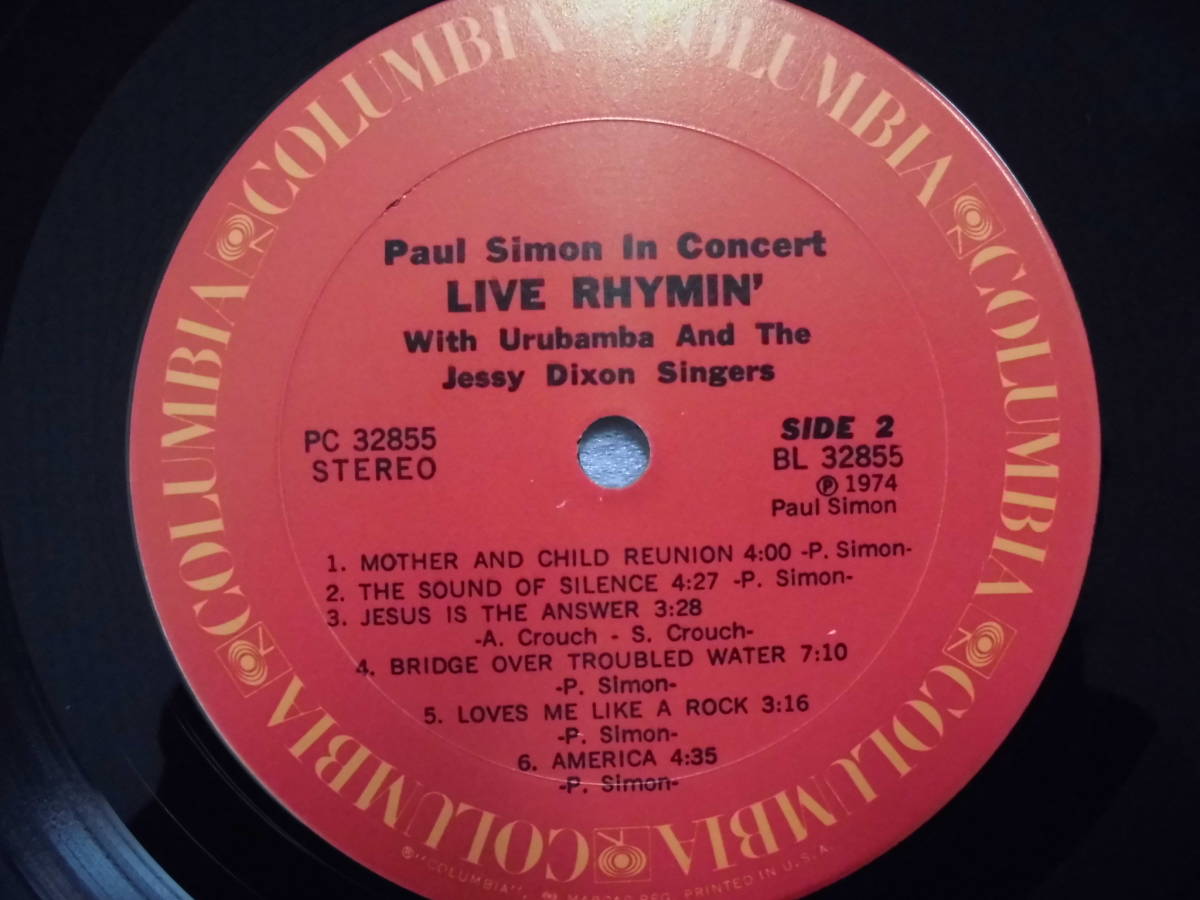 COLUMBIA COLUMBIA COLUMBIA COLUMBIA COLUMBIA COLUMBIA COLUMBIA COLUMBIA
Paul Simon In Concert
LIVE RHYMIN'
With Urubamba And The
Jessy Dixon Singers
PC 32855
STEREO
SIDE 2
BL 32855
℗ 1974
Paul Simon
1. MOTHER AND CHILD REUNION 4:00 -P. Simon-
2. THE SOUND OF SILENCE 4:27 -P. Simon-
3. JESUS IS THE ANSWER 3:28
-A. Crouch - S. Crouch-
4. BRIDGE OVER TROUBLED WATER 7:10
-P. Simon-
5. LOVES ME LIKE A ROCK 3:16
-P. Simon-
6. AMERICA 4:35
-P. Simon-
®"COLUMBIA", MARCAS REG. PRINTED IN U.S.A.